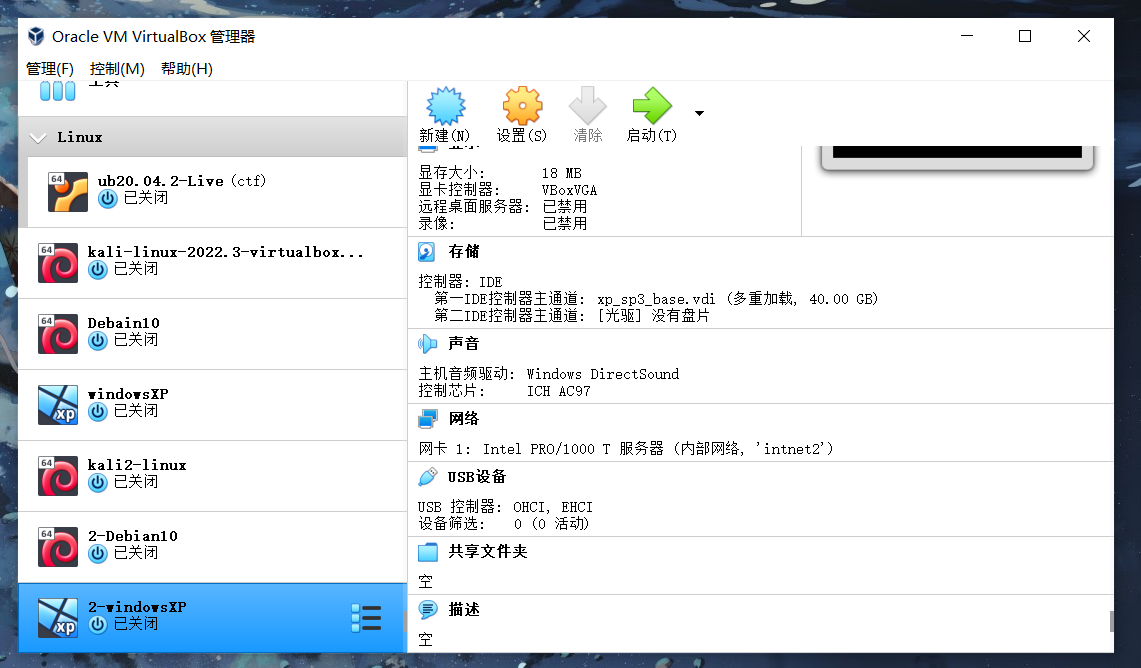 Oracle VM VirtualBox 管理器
管理(F) 控制(M) 帮助(H)
工具
Linux
64
ub20.04.2-Live (ctf)
已关闭
64
kali-linux-2022.3-virtualbox...
已关闭
64
Debain10
已关闭
xp
windowsXP
已关闭
64
kali2-linux
已关闭
64
2-Debian10
已关闭
xp
2-windowsXP
已关闭
新建(N) 设置(S) 清除 启动(T)
显示
显存大小: 18 MB
显卡控制器: VBoxVGA
远程桌面服务器: 已禁用
录像: 已禁用
存储
控制器: IDE
第一IDE控制器主通道: xp_sp3_base.vdi (多重加载, 40.00 GB)
第二IDE控制器主通道: [光驱] 没有盘片
声音
主机音频驱动: Windows DirectSound
控制芯片: ICH AC97
网络
网卡 1: Intel PRO/1000 T 服务器 (内部网络, 'intnet2')
USB设备
USB 控制器: OHCI, EHCI
设备筛选: 0 (0 活动)
共享文件夹
空
描述
空